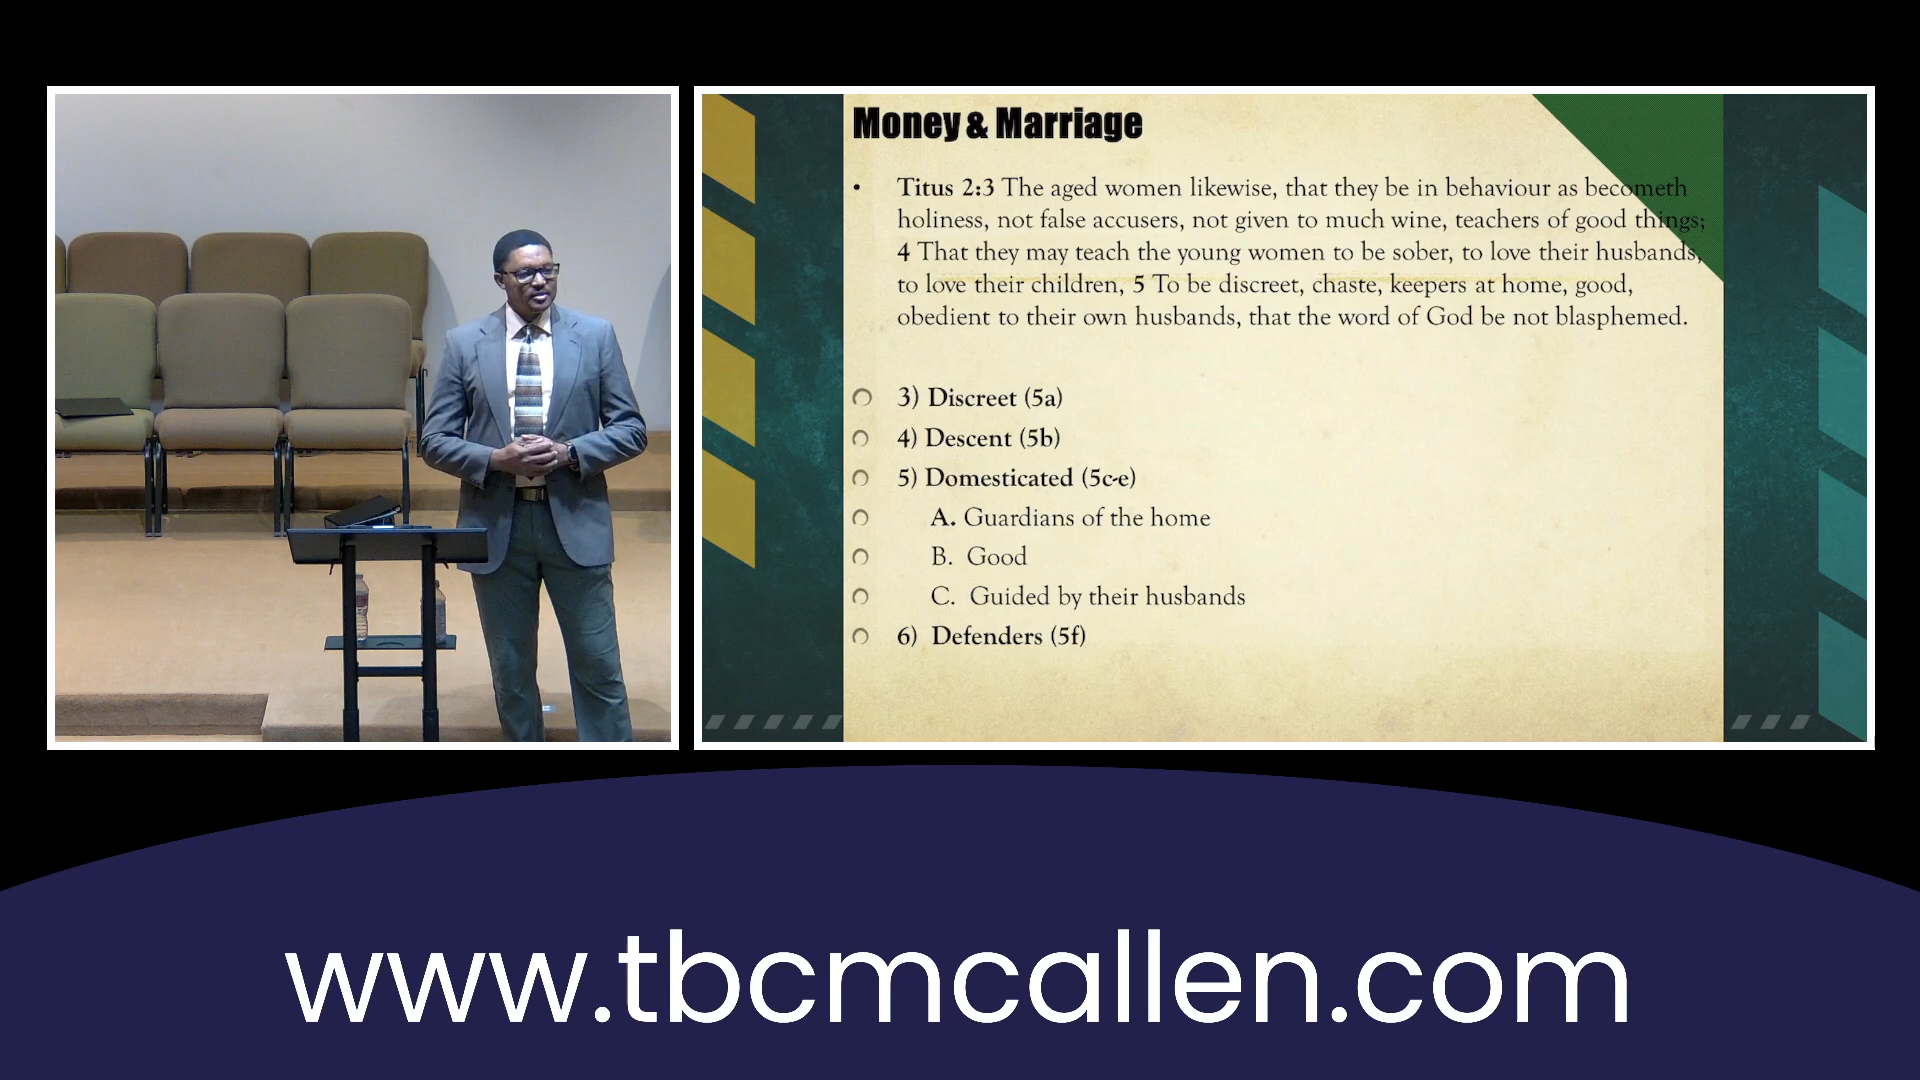 Money & Marriage
• Titus 2:3 The aged women likewise, that they be in behaviour as becometh
holiness, not false accusers, not given to much wine, teachers of good things;
4 That they may teach the young women to be sober, to love their husbands,
to love their children, 5 To be discreet, chaste, keepers at home, good,
obedient to their own husbands, that the word of God be not blasphemed.
3) Discreet (5a)
4) Descent (5b)
5) Domesticated (5c-e)
A. Guardians of the home
B. Good
C. Guided by their husbands
6) Defenders (5f)
www.tbcmcallen.com